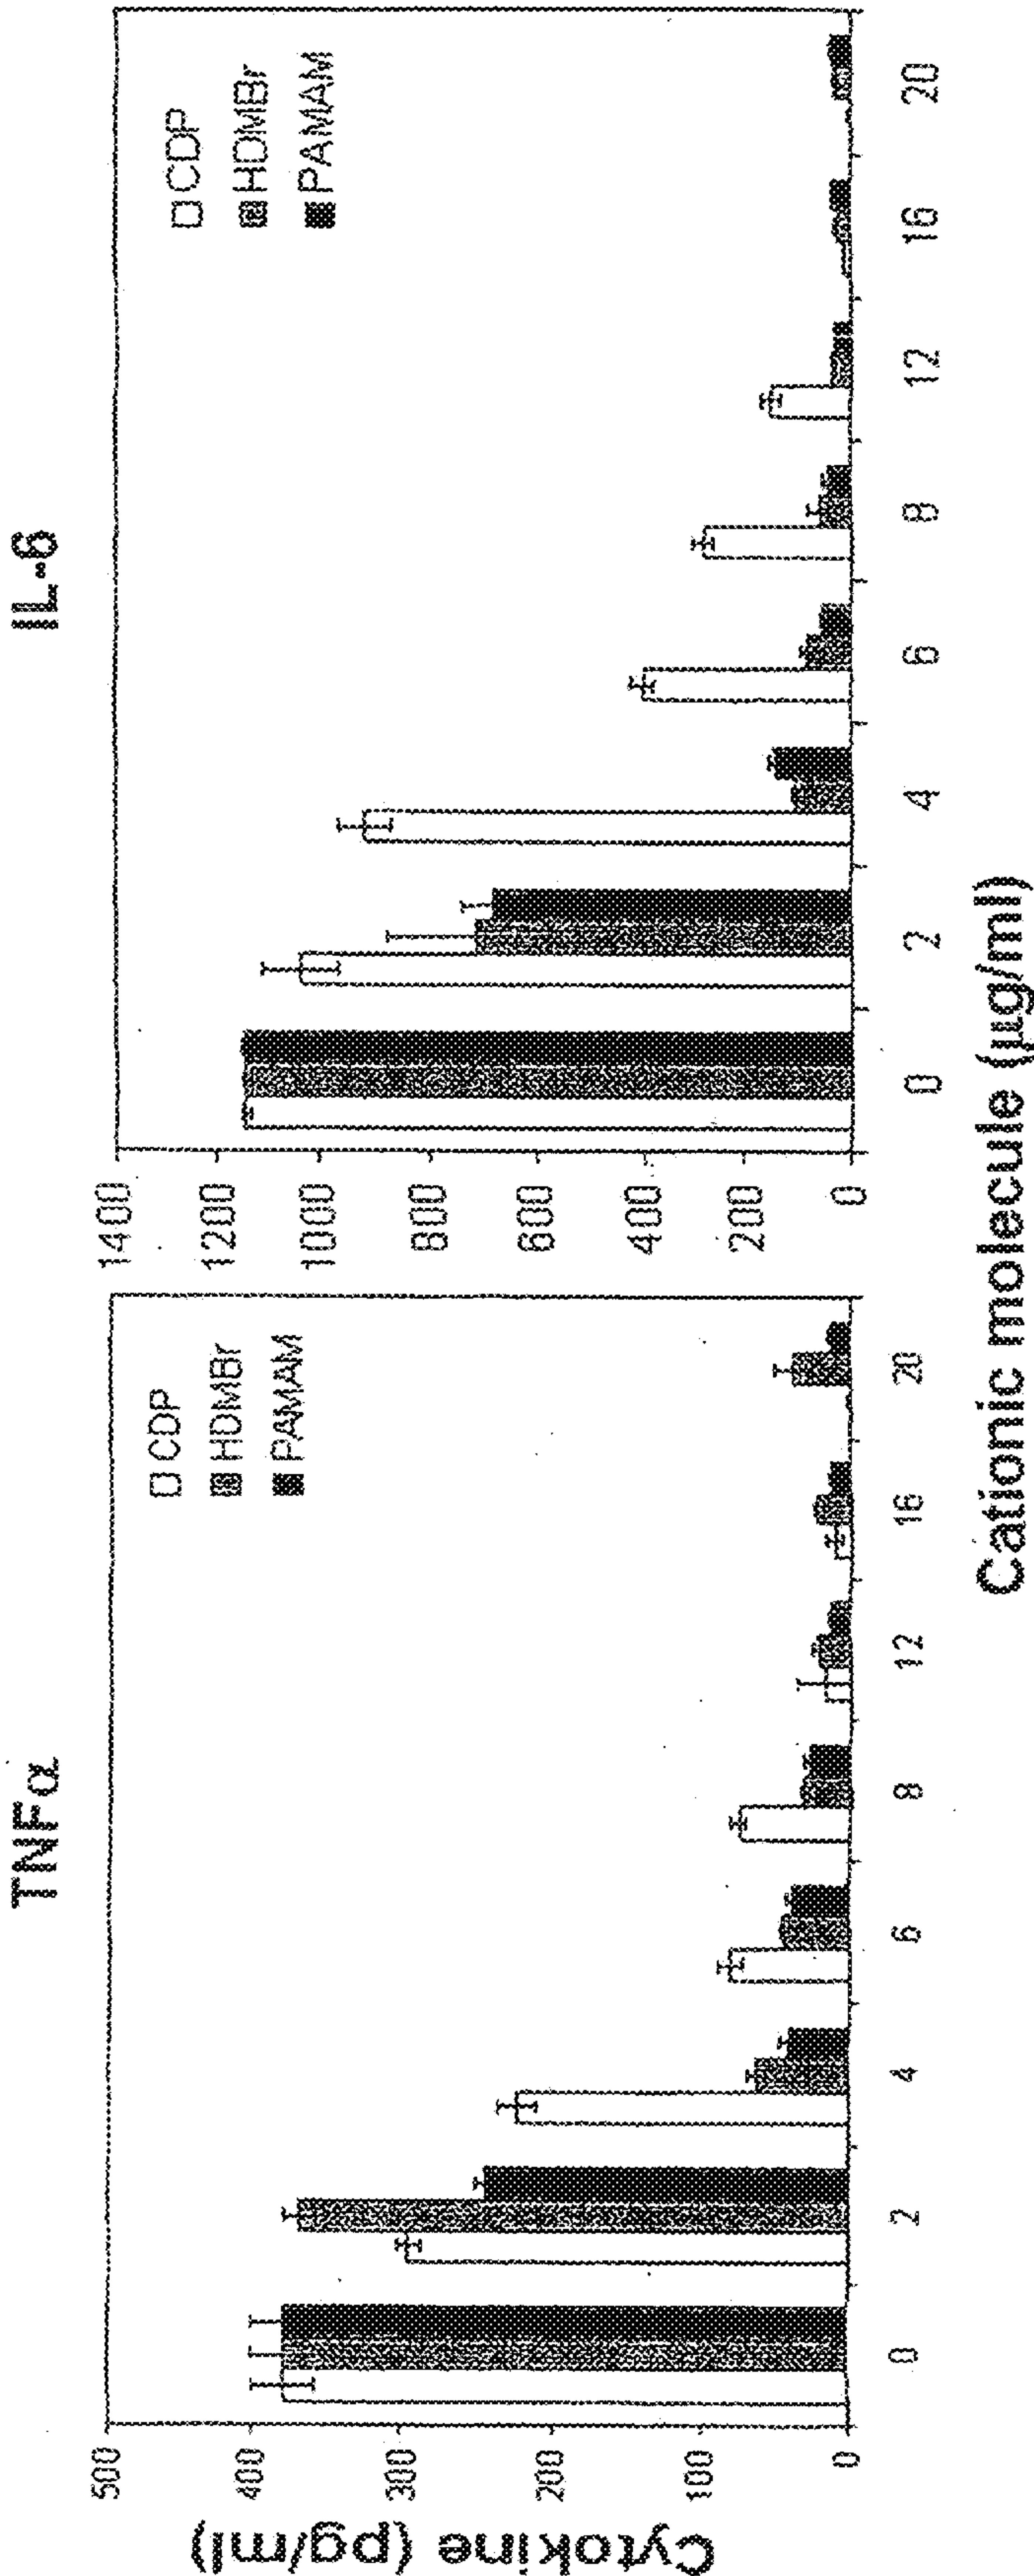 TNFα
Cytokine (pg/ml)
500
400
300
200
100
0
CDP
HDMBr
PAMAM
0 2 4 6 8 12 16 20
IL-6
1400
1200
1000
800
600
400
200
0
CDP
HDMBr
PAMAM
0 2 4 6 8 12 16 20
Cationic molecule (μg/ml)